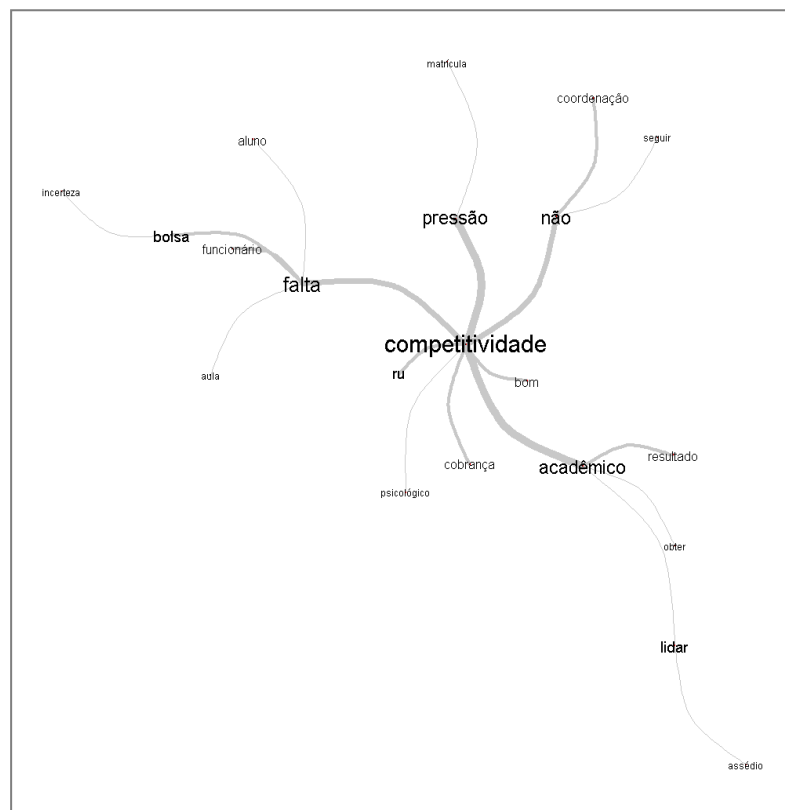 matrícula
coordenação
seguir
aluno
incerteza
pressão
não
bolsa
funcionário
falta
competitividade
ru
aula
bom
cobrança
acadêmico
resultado
psicológico
obter
lidar
assédio